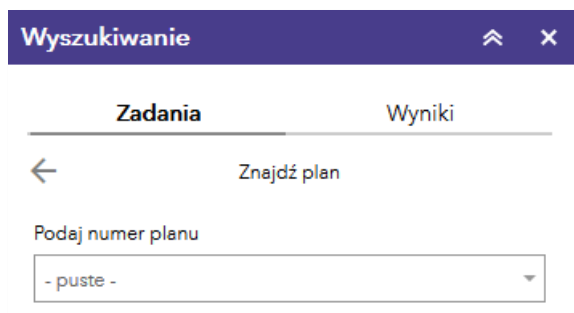 Wyszukiwanie
Zadania Wyniki
Znajdź plan
Podaj numer planu
- puste -